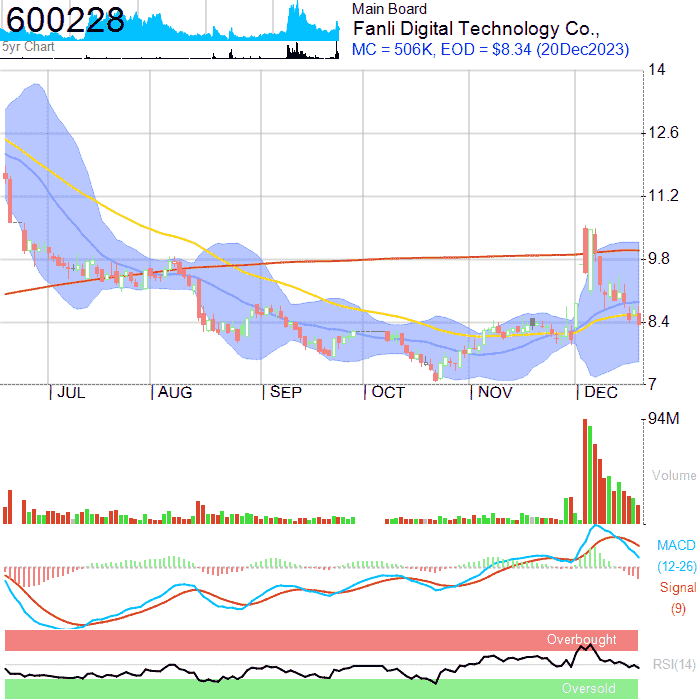 600228
5yr Chart
Main Board
Fanli Digital Technology Co.,
MC = 506K, EOD = $8.34 (20Dec2023)
14
12.6
11.2
9.8
8.4
7
JUL AUG SEP OCT NOV DEC
94M
Volume
MACD
(12-26)
Signal
(9)
Overbought
RSI(14)
Oversold